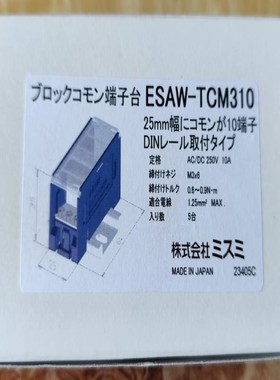 ブロックコモン端子台 ESAW-TCM310
25mm幅にコモンが10端子
DINレール取付タイプ
定格 AC/DC 250V 10A
締付けネジ M3x6
締付けトルク 0.6~0.9N・m
適合電線 1.25mm² MAX.
入り数 5台
株式会社ミスミ
MADE IN JAPAN 23405C